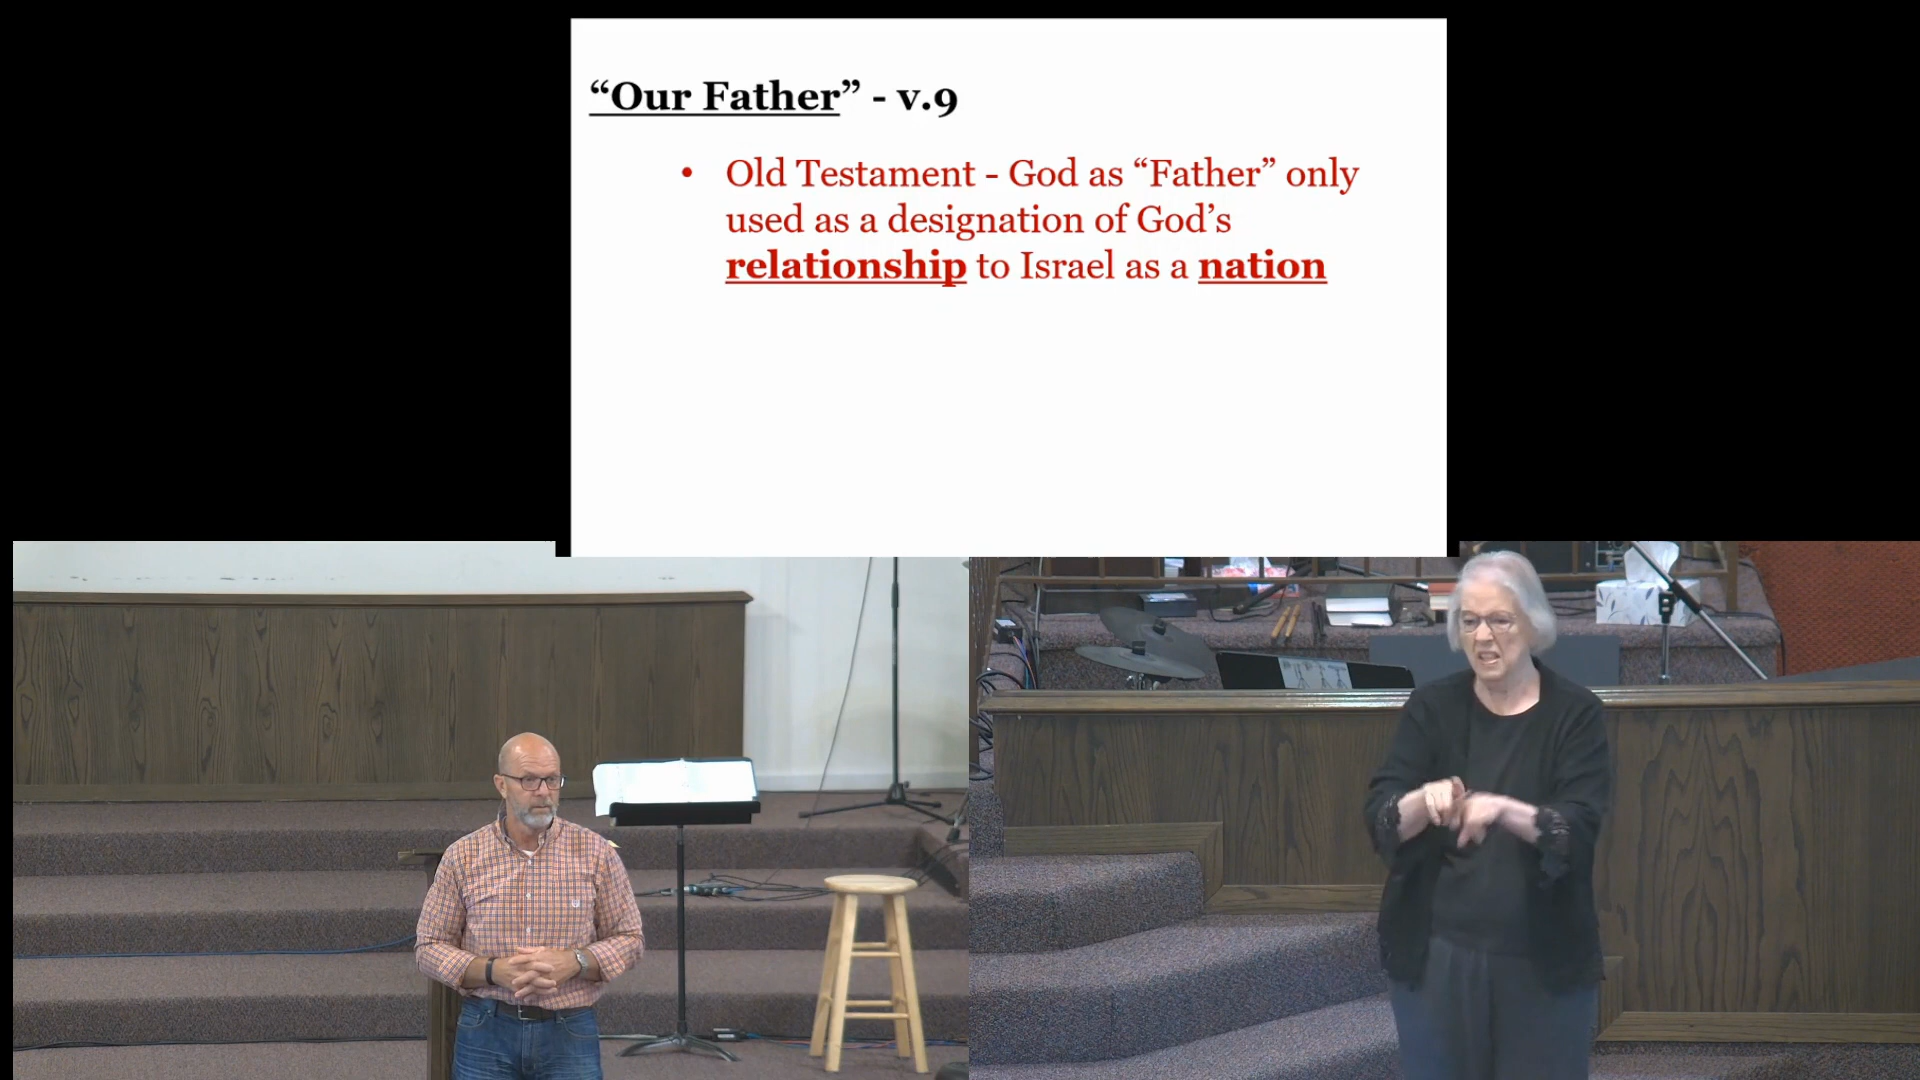 “Our Father” - v.9
• Old Testament - God as “Father” only
used as a designation of God’s
relationship to Israel as a nation